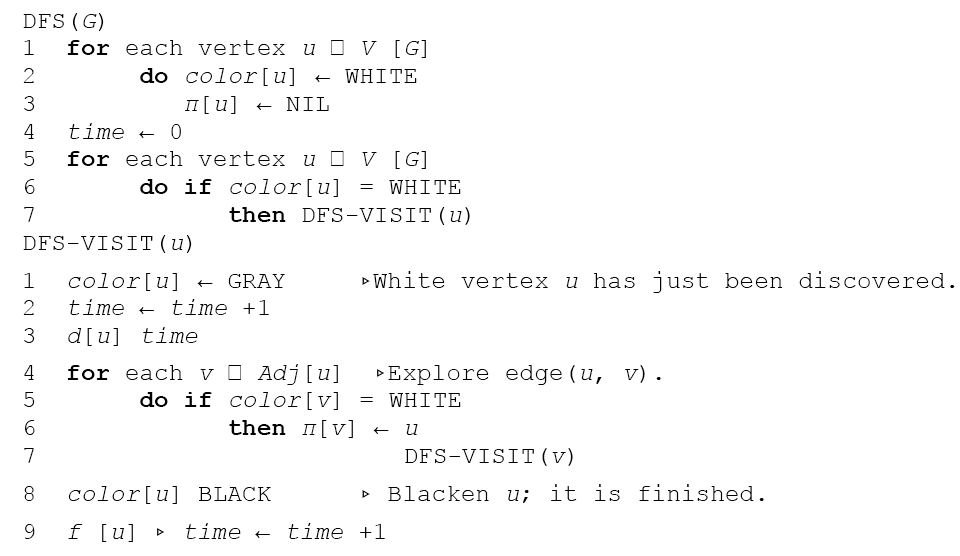 DFS(G)
1 for each vertex u □ V [G]
2 do color[u] ← WHITE
3 π[u] ← NIL
4 time ← 0
5 for each vertex u □ V [G]
6 do if color[u] = WHITE
7 then DFS-VISIT(u)
DFS-VISIT(u)
1 color[u] ← GRAY ▹White vertex u has just been discovered.
2 time ← time +1
3 d[u] time
4 for each v □ Adj[u] ▹Explore edge(u, v).
5 do if color[v] = WHITE
6 then π[v] ← u
7 DFS-VISIT(v)
8 color[u] BLACK ▹ Blacken u; it is finished.
9 f [u] ▹ time ← time +1